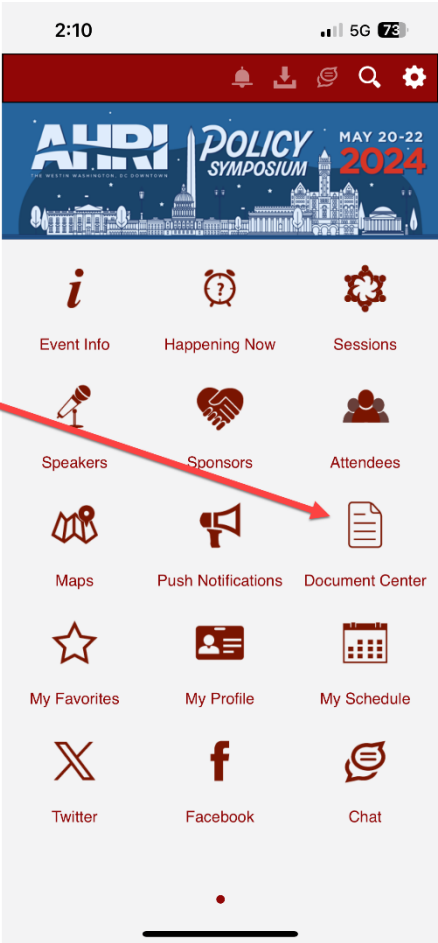 2:10
5G 73
AHRI
THE WESTIN WASHINGTON, DC DOWNTOWN
POLICY
SYMPOSIUM
MAY 20-22
2024
Event Info
Happening Now
Sessions
Speakers
Sponsors
Attendees
Maps
Push Notifications
Document Center
My Favorites
My Profile
My Schedule
Twitter
Facebook
Chat